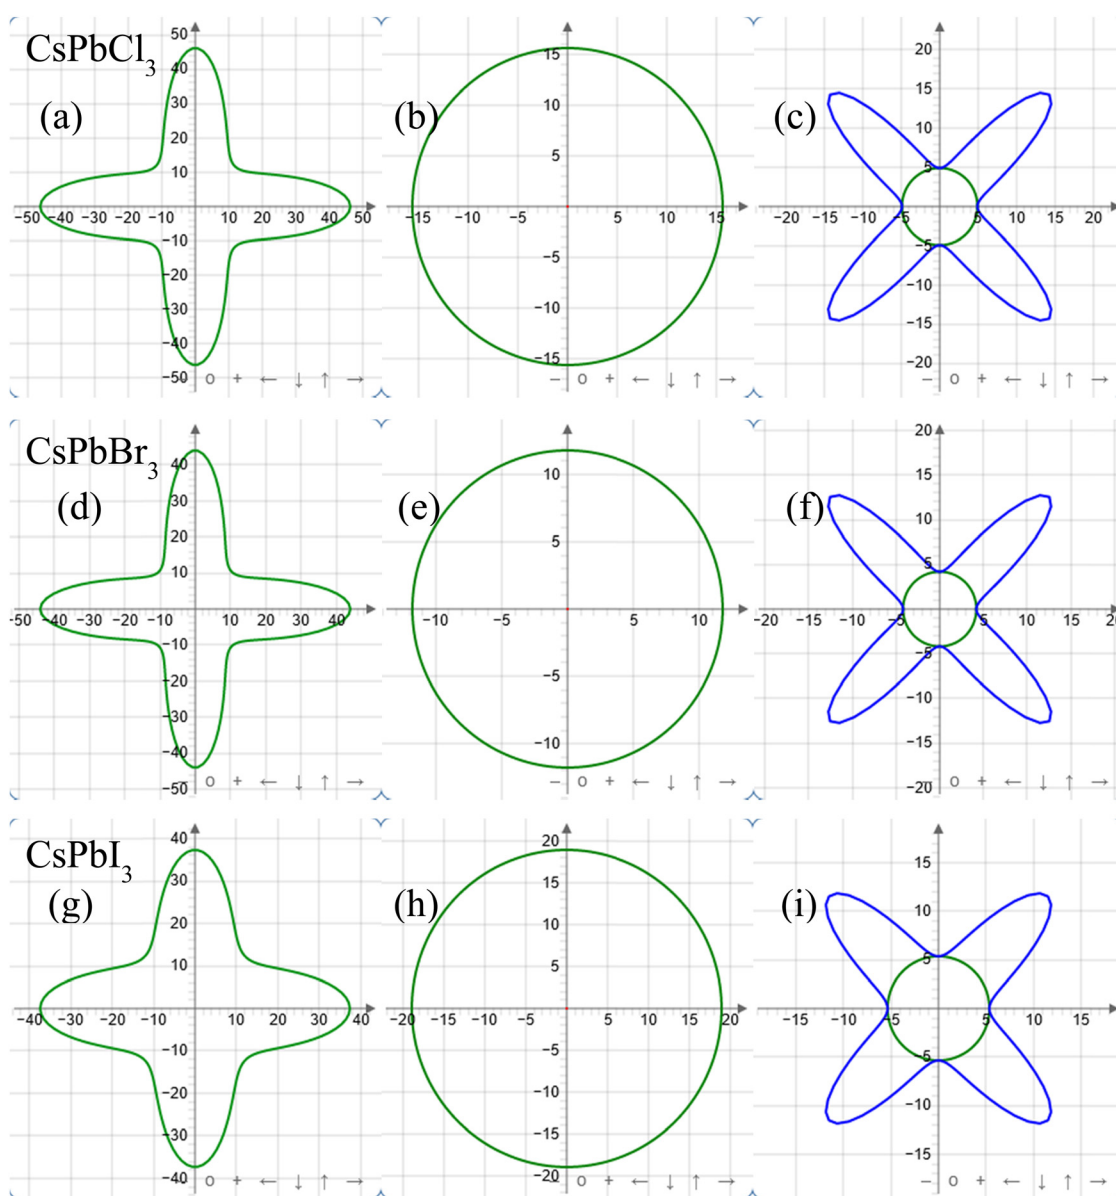 CsPbCl3
(a)
50
40
30
20
10
−50 −40 −30 −20 −10 10 20 30 40 50
−10
−20
−30
−40
−50
o + ← ↓ ↑ →
(b)
15
10
5
−15 −10 −5 5 10 15
−5
−10
−15
− o + ← ↓ ↑ →
(c)
20
15
10
5
−20 −15 −10 −5 5 10 15 20
−5
−10
−15
−20
− o + ← ↓ ↑ →
CsPbBr3
(d)
40
30
20
10
−50 −40 −30 −20 −10 10 20 30 40
−10
−20
−30
−40
−50
o + ← ↓ ↑ →
(e)
10
5
−10 −5 5 10
−5
−10
− o + ← ↓ ↑ →
(f)
20
15
10
5
−20 −15 −10 −5 5 10 15 20
−5
−10
−15
−20
o + ← ↓ ↑ →
CsPbI3
(g)
40
30
20
10
−40 −30 −20 −10 10 20 30 40
−10
−20
−30
−40
o + ← ↓ ↑ →
(h)
20
15
10
5
−20 −15 −10 −5 5 10 15 20
−5
−10
−15
−20
o + ← ↓ ↑ →
(i)
15
10
5
−15 −10 −5 5 10 15
−5
−10
−15
− o + ← ↓ ↑ →